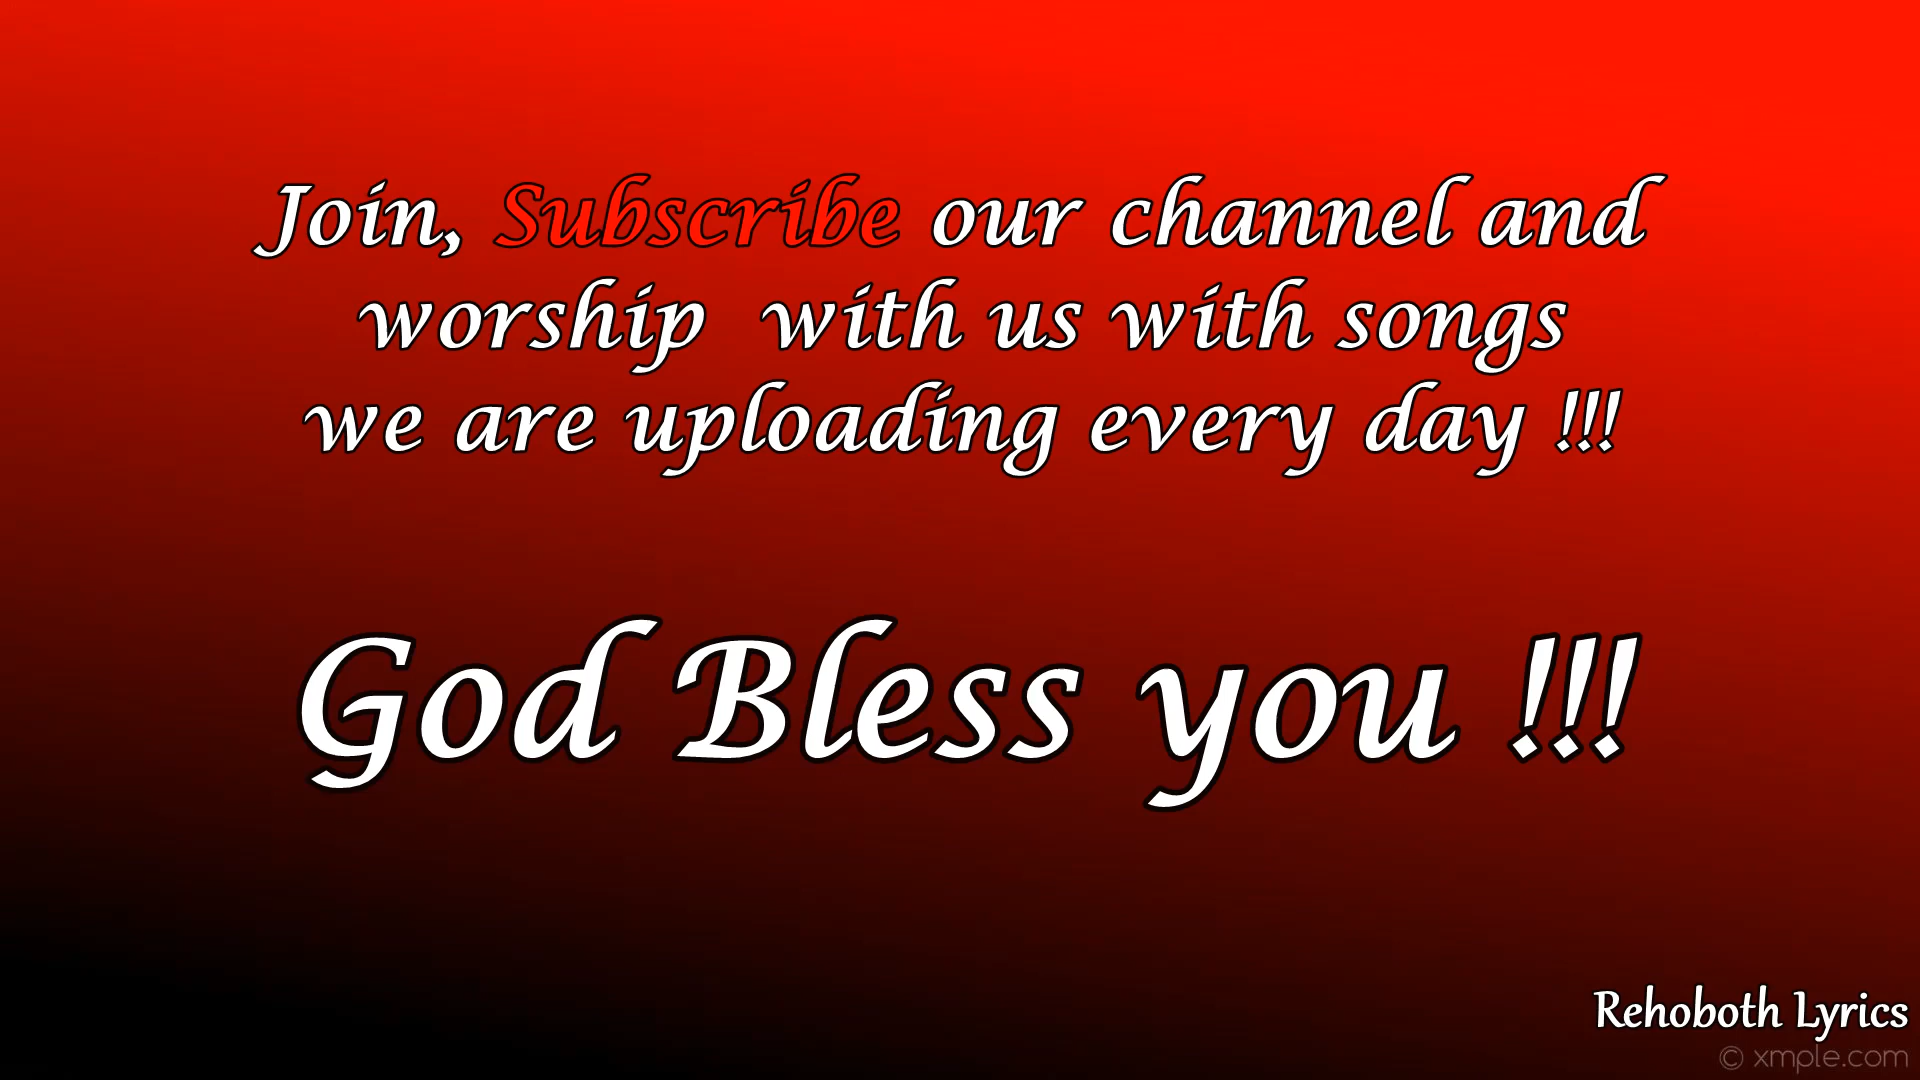 Join, Subscribe our channel and
worship with us with songs
we are uploading every day !!!
God Bless you !!!
Rehoboth Lyrics
© xmple.com